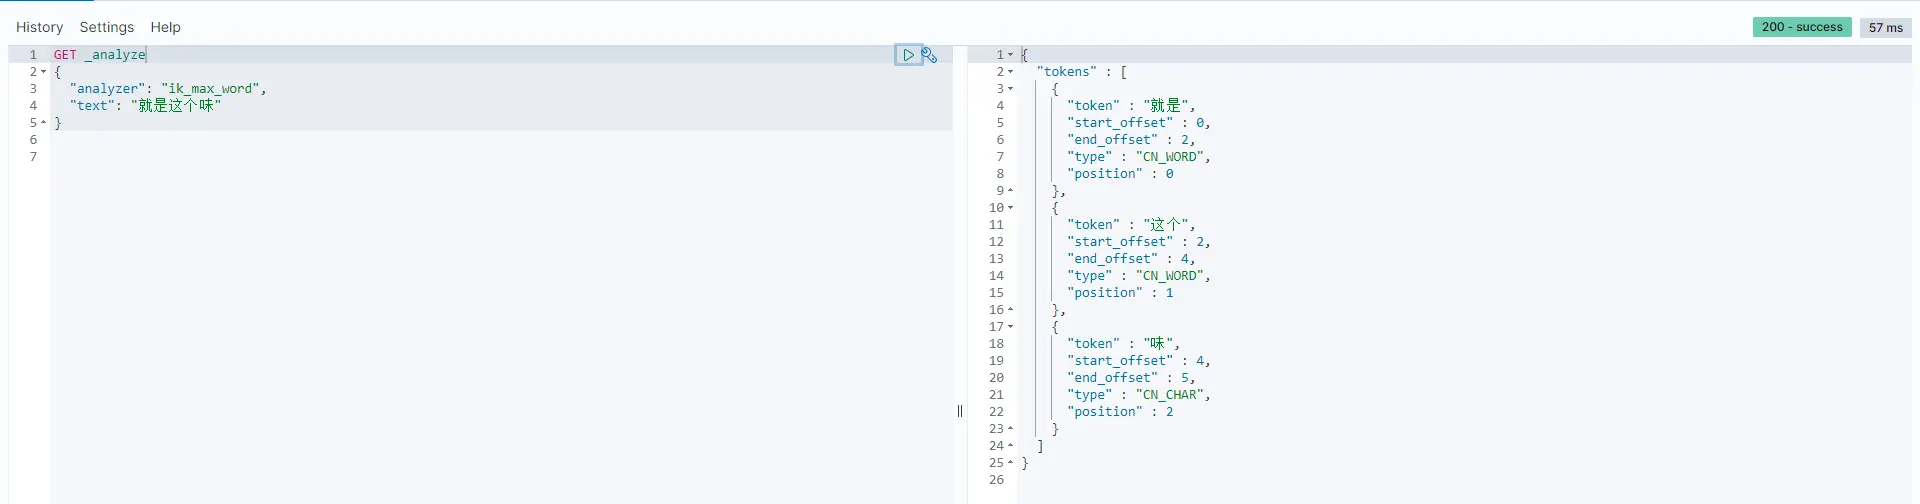 History Settings Help
200 - success 57 ms
1 GET _analyze
2 {
3 "analyzer": "ik_max_word",
4 "text": "就是这个味"
5 }
6
7
1 {
2 "tokens" : [
3 {
4 "token" : "就是",
5 "start_offset" : 0,
6 "end_offset" : 2,
7 "type" : "CN_WORD",
8 "position" : 0
9 },
10 {
11 "token" : "这个",
12 "start_offset" : 2,
13 "end_offset" : 4,
14 "type" : "CN_WORD",
15 "position" : 1
16 },
17 {
18 "token" : "味",
19 "start_offset" : 4,
20 "end_offset" : 5,
21 "type" : "CN_CHAR",
22 "position" : 2
23 }
24 ]
25 }
26